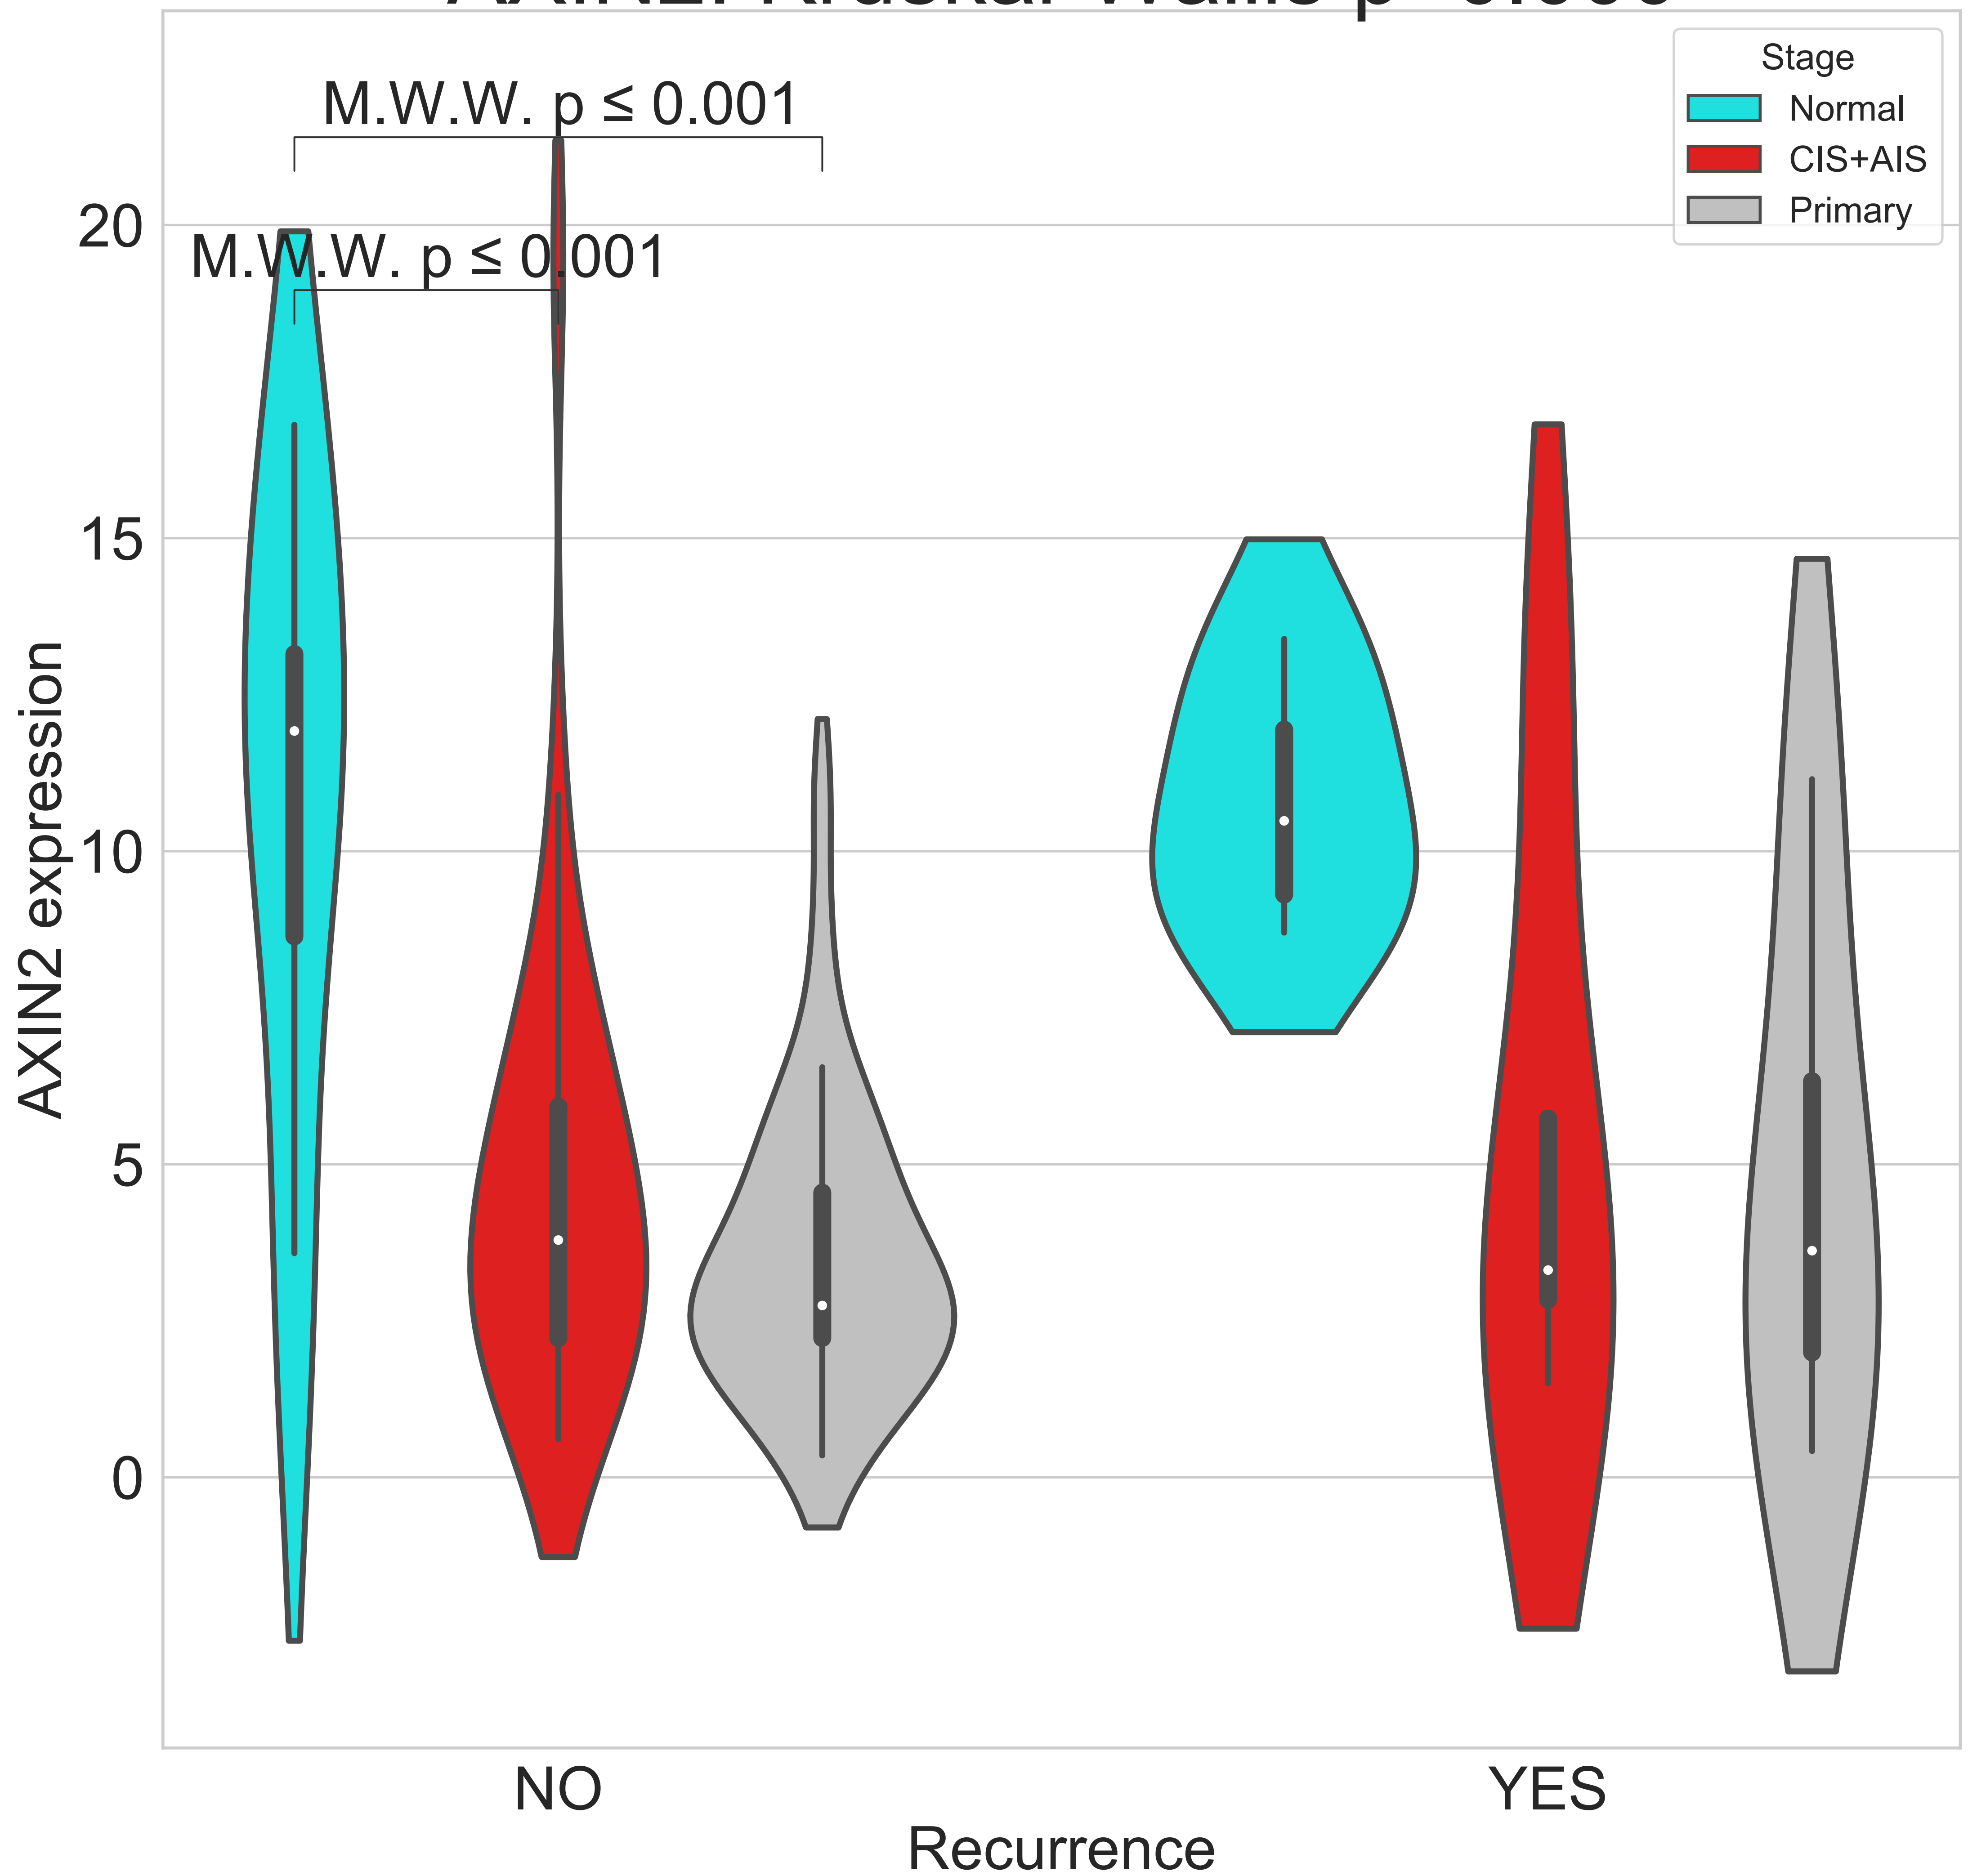 M.W.W. p ≤ 0.001
M.W.W. p ≤ 0.001
Stage
Normal
CIS+AIS
Primary
20
15
10
5
0
AXIN2 expression
NO
YES
Recurrence